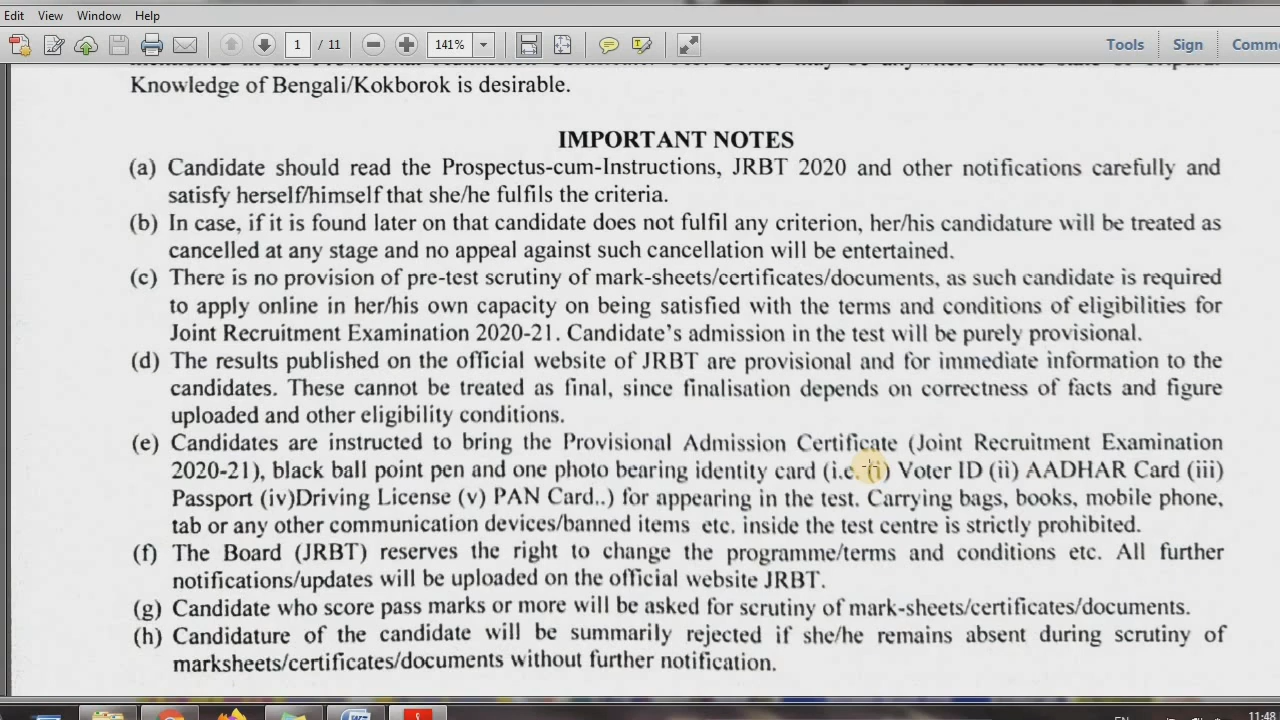 Edit View Window Help
1 / 11 141% Tools Sign Comm
Knowledge of Bengali/Kokborok is desirable.
IMPORTANT NOTES
(a) Candidate should read the Prospectus-cum-Instructions, JRBT 2020 and other notifications carefully and
satisfy herself/himself that she/he fulfils the criteria.
(b) In case, if it is found later on that candidate does not fulfil any criterion, her/his candidature will be treated as
cancelled at any stage and no appeal against such cancellation will be entertained.
(c) There is no provision of pre-test scrutiny of mark-sheets/certificates/documents, as such candidate is required
to apply online in her/his own capacity on being satisfied with the terms and conditions of eligibilities for
Joint Recruitment Examination 2020-21. Candidate's admission in the test will be purely provisional.
(d) The results published on the official website of JRBT are provisional and for immediate information to the
candidates. These cannot be treated as final, since finalisation depends on correctness of facts and figure
uploaded and other eligibility conditions.
(e) Candidates are instructed to bring the Provisional Admission Certificate (Joint Recruitment Examination
2020-21), black ball point pen and one photo bearing identity card (i.e. (i) Voter ID (ii) AADHAR Card (iii)
Passport (iv)Driving License (v) PAN Card..) for appearing in the test. Carrying bags, books, mobile phone,
tab or any other communication devices/banned items etc. inside the test centre is strictly prohibited.
(f) The Board (JRBT) reserves the right to change the programme/terms and conditions etc. All further
notifications/updates will be uploaded on the official website JRBT.
(g) Candidate who score pass marks or more will be asked for scrutiny of mark-sheets/certificates/documents.
(h) Candidature of the candidate will be summarily rejected if she/he remains absent during scrutiny of
marksheets/certificates/documents without further notification.
11:48